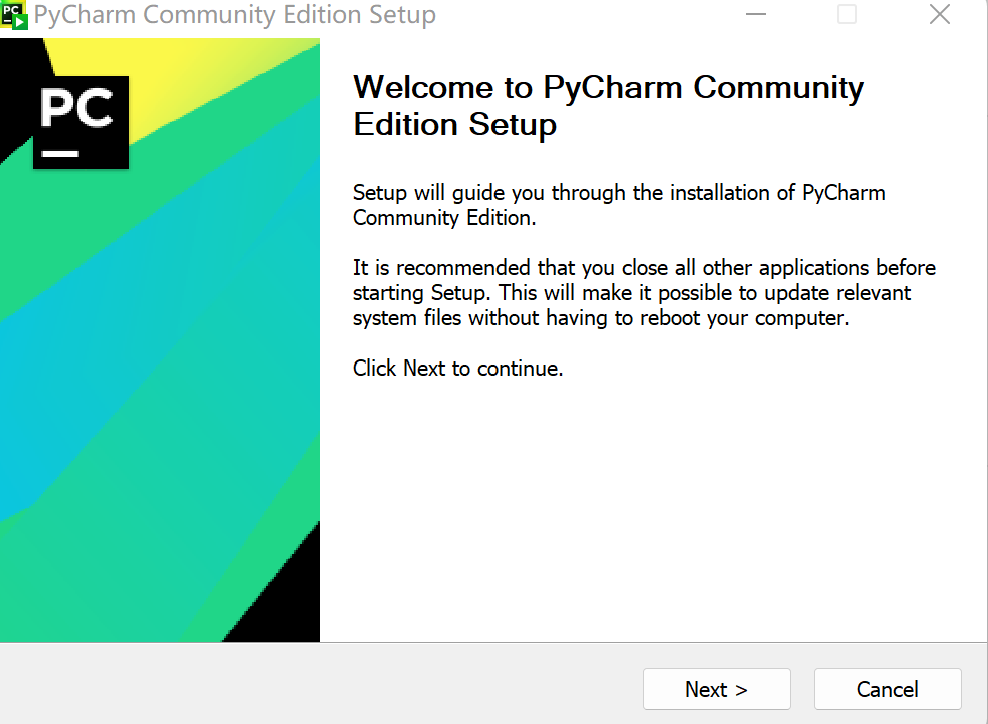 PC PyCharm Community Edition Setup
PC
Welcome to PyCharm Community
Edition Setup
Setup will guide you through the installation of PyCharm
Community Edition.
It is recommended that you close all other applications before
starting Setup. This will make it possible to update relevant
system files without having to reboot your computer.
Click Next to continue.
Next > Cancel